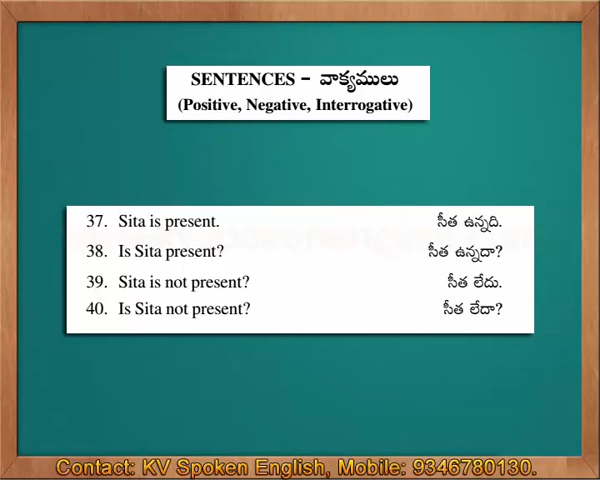 SENTENCES – వాక్యములు
(Positive, Negative, Interrogative)
37. Sita is present. సీత ఉన్నది.
38. Is Sita present? సీత ఉన్నదా?
39. Sita is not present? సీత లేదు.
40. Is Sita not present? సీత లేదా?
Contact: KV Spoken English, Mobile: 9346780130.